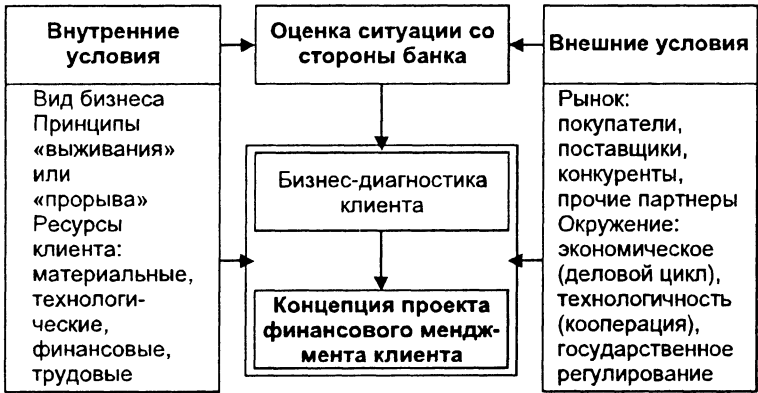 Внутренние
условия
Вид бизнеса
Принципы
«выживания»
или
«прорыва»
Ресурсы
клиента:
материальные,
технологи-
ческие,
финансовые,
трудовые
Оценка ситуации со
стороны банка
Бизнес-диагностика
клиента
Концепция проекта
финансового менедж-
мента клиента
Внешние условия
Рынок:
покупатели,
поставщики,
конкуренты,
прочие партнеры
Окружение:
экономическое
(деловой цикл),
технологичность
(кооперация),
государственное
регулирование